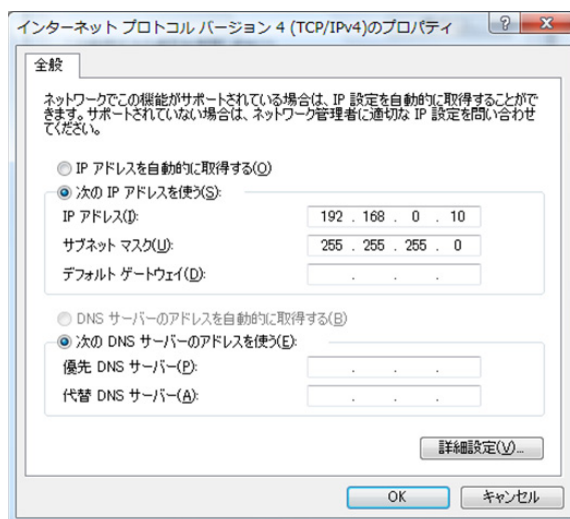 インターネット プロトコル バージョン 4 (TCP/IPv4)のプロパティ
全般
ネットワークでこの機能がサポートされている場合は、IP 設定を自動的に取得することがで
きます。サポートされていない場合は、ネットワーク管理者に適切な IP 設定を問い合わせ
てください。
IP アドレスを自動的に取得する(O)
次の IP アドレスを使う(S):
IP アドレス(I): 192 . 168 . 0 . 10
サブネット マスク(U): 255 . 255 . 255 . 0
デフォルト ゲートウェイ(D): . . .
DNS サーバーのアドレスを自動的に取得する(B)
次の DNS サーバーのアドレスを使う(E):
優先 DNS サーバー(P): . . .
代替 DNS サーバー(A): . . .
詳細設定(V)...
OK キャンセル